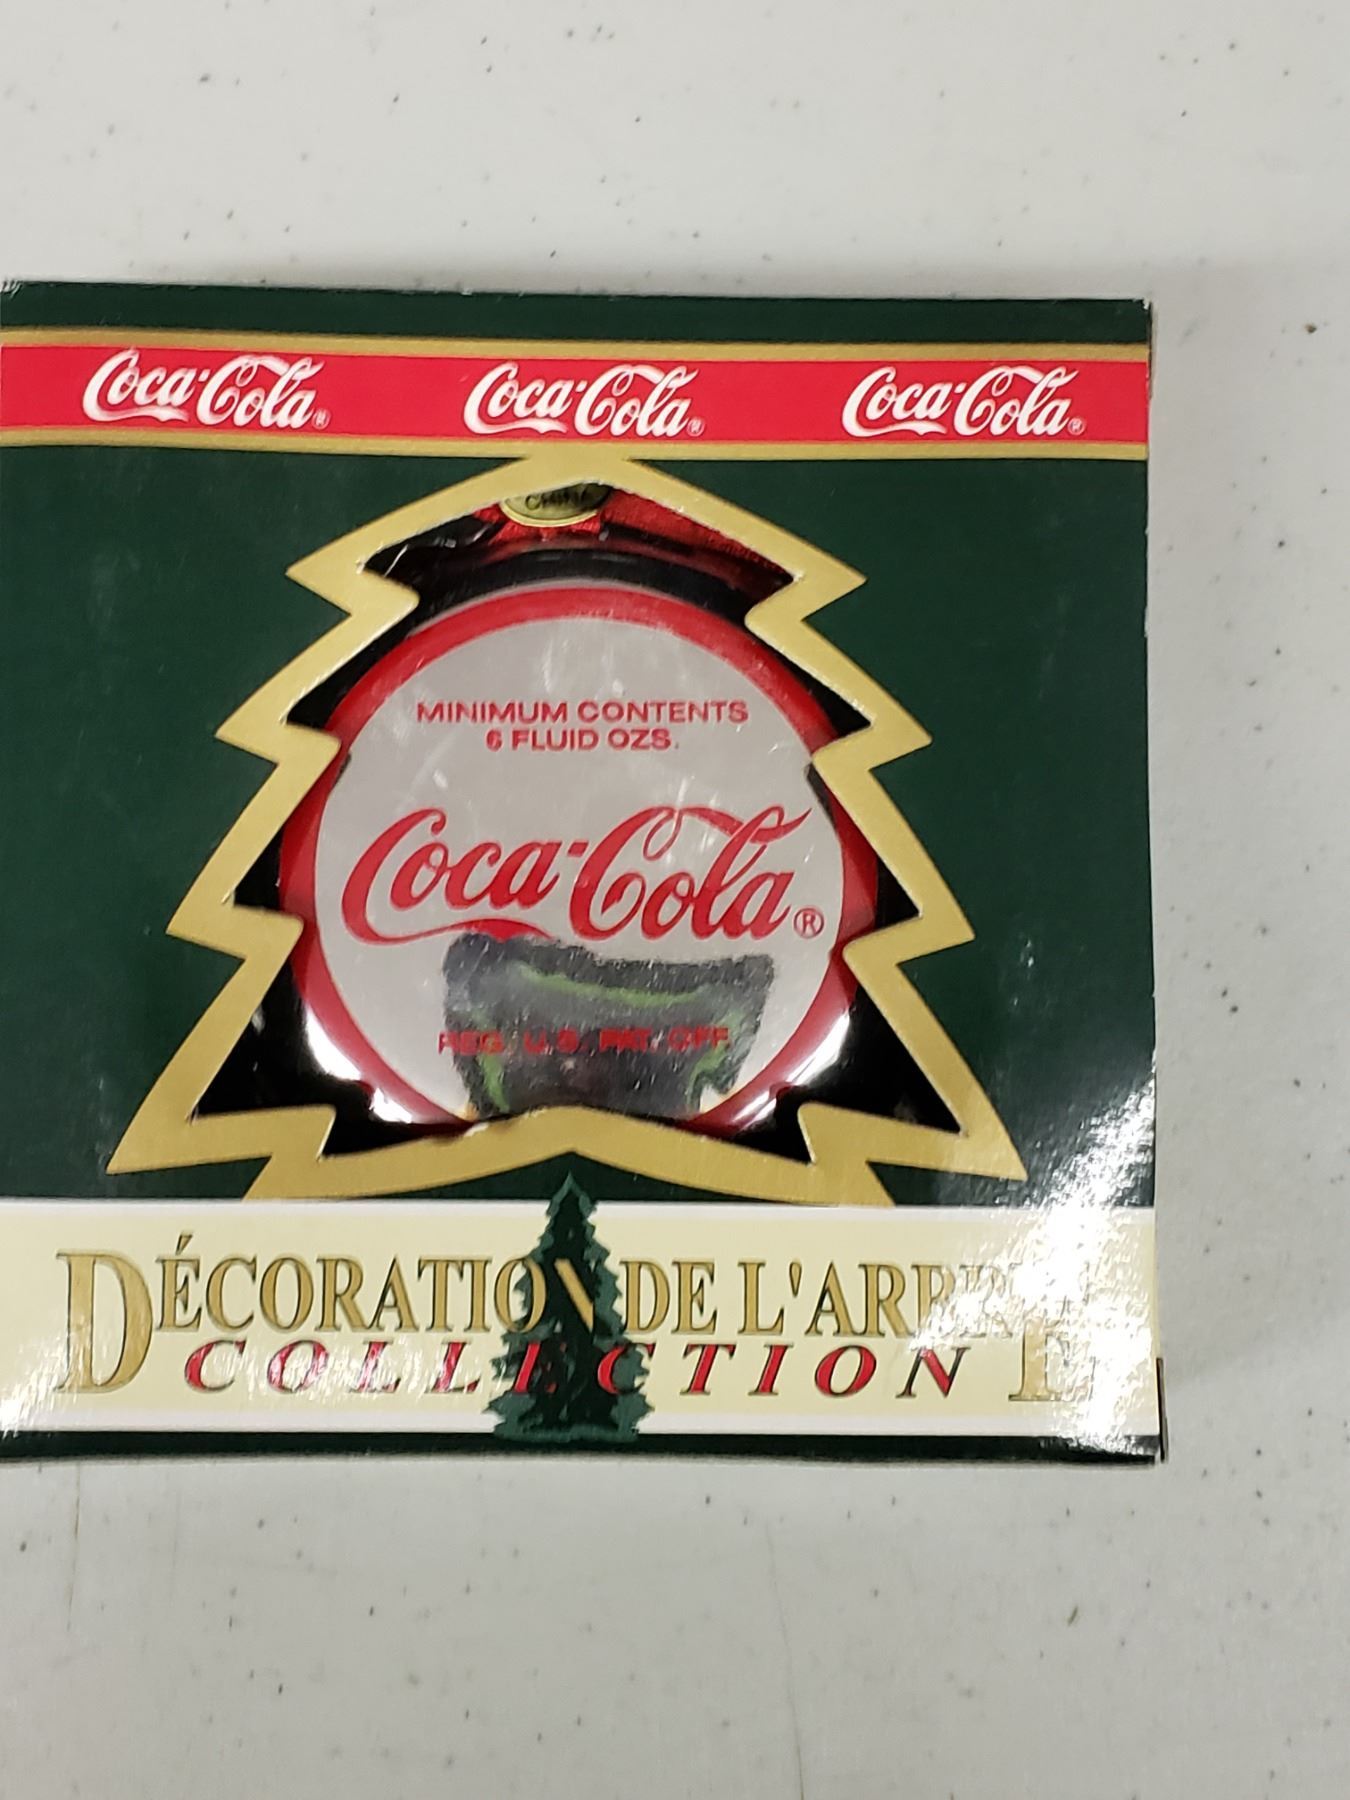 Coca-Cola® Coca-Cola® Coca-Cola®
CHINA
MINIMUM CONTENTS
6 FLUID OZS.
Coca-Cola®
REG. U.S. PAT. OFF.
DÉCORATION DE L'ARBRE
COLLECTION